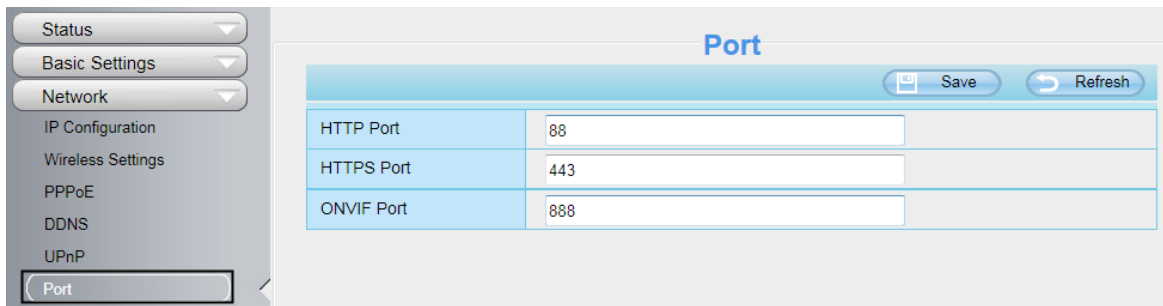 Status
Basic Settings
Network
IP Configuration
Wireless Settings
PPPoE
DDNS
UPnP
Port
Port
Save Refresh
HTTP Port 88
HTTPS Port 443
ONVIF Port 888